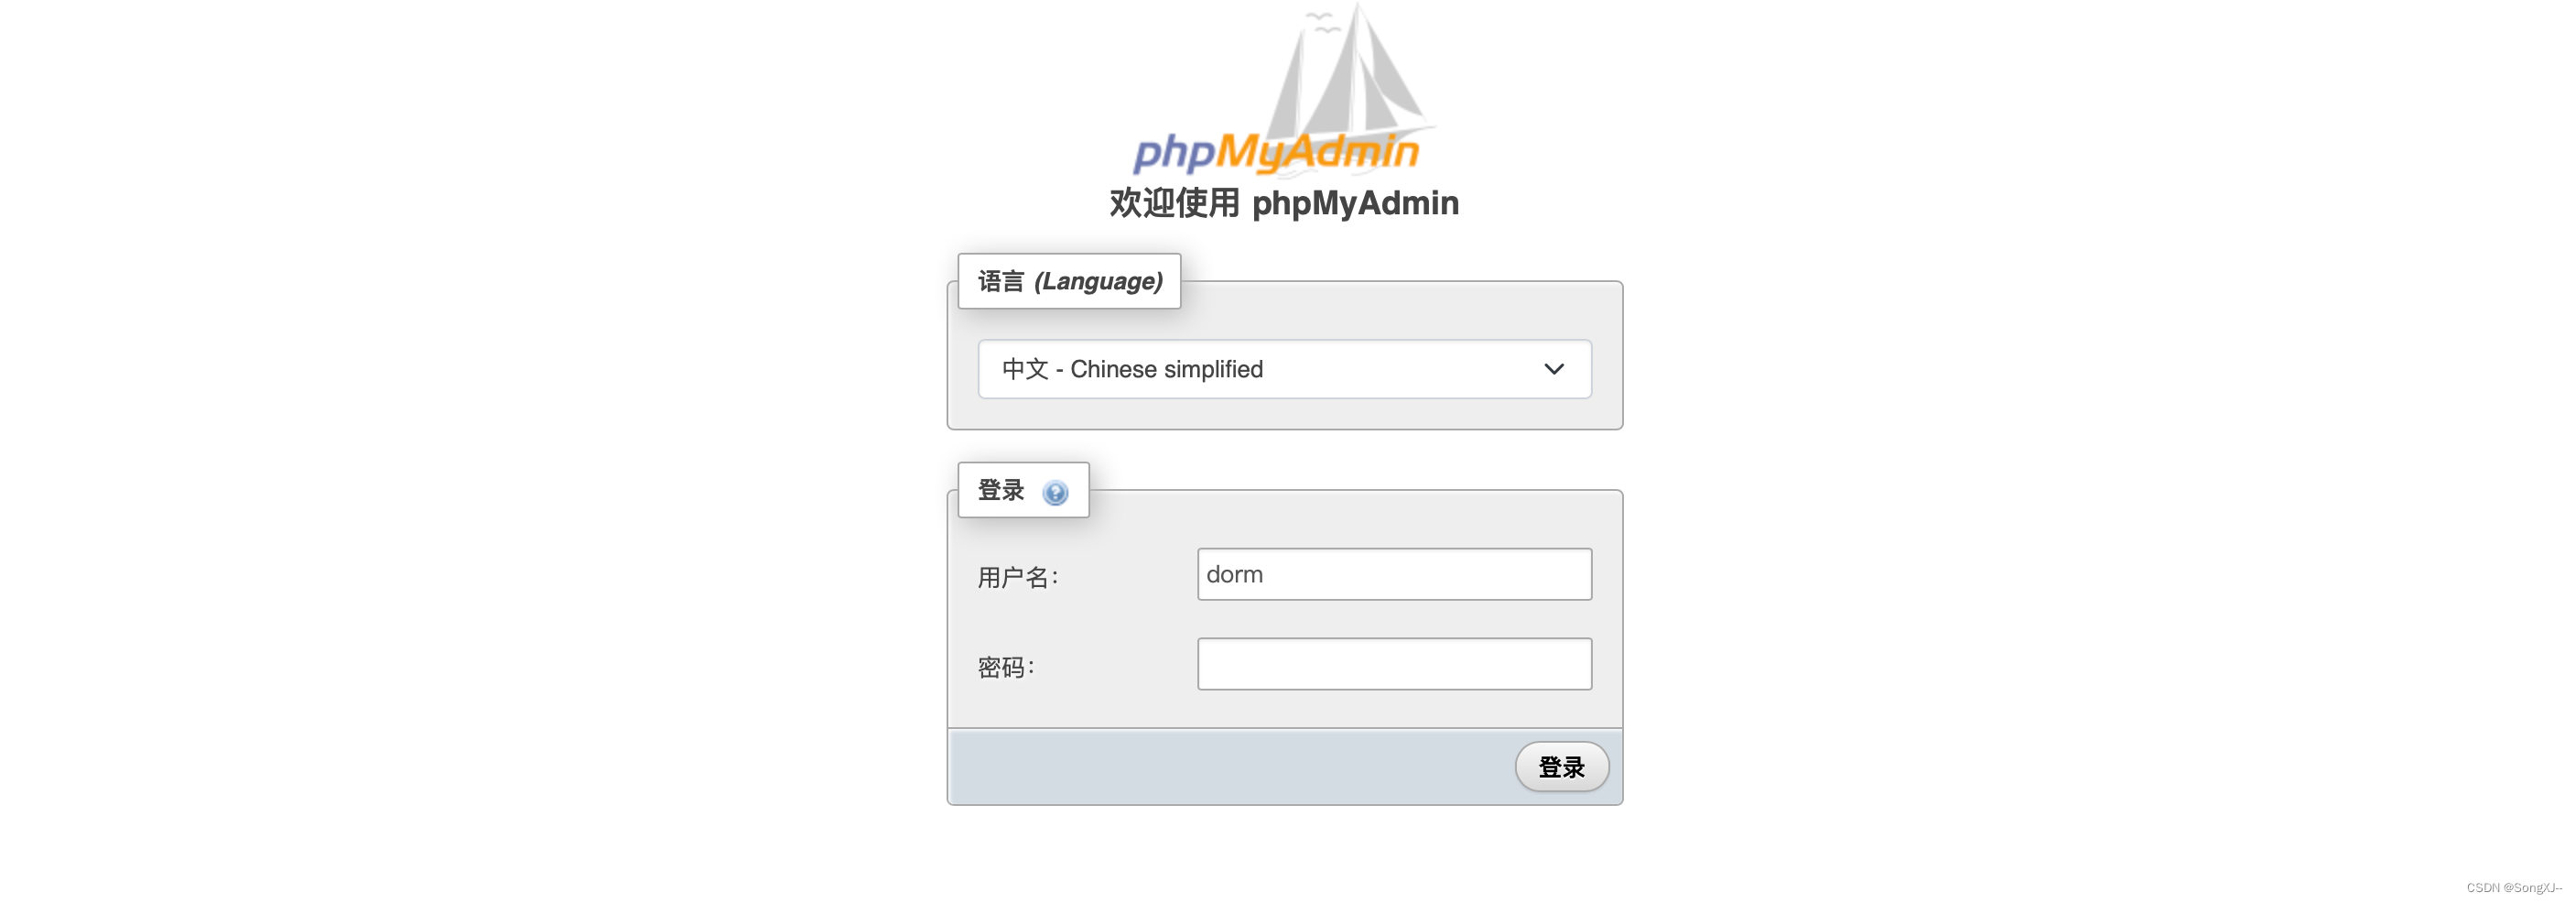 phpMyAdmin
欢迎使用 phpMyAdmin
语言 (Language)
中文 - Chinese simplified
登录
用户名：
dorm
密码：
登录
CSDN @SongXJ--